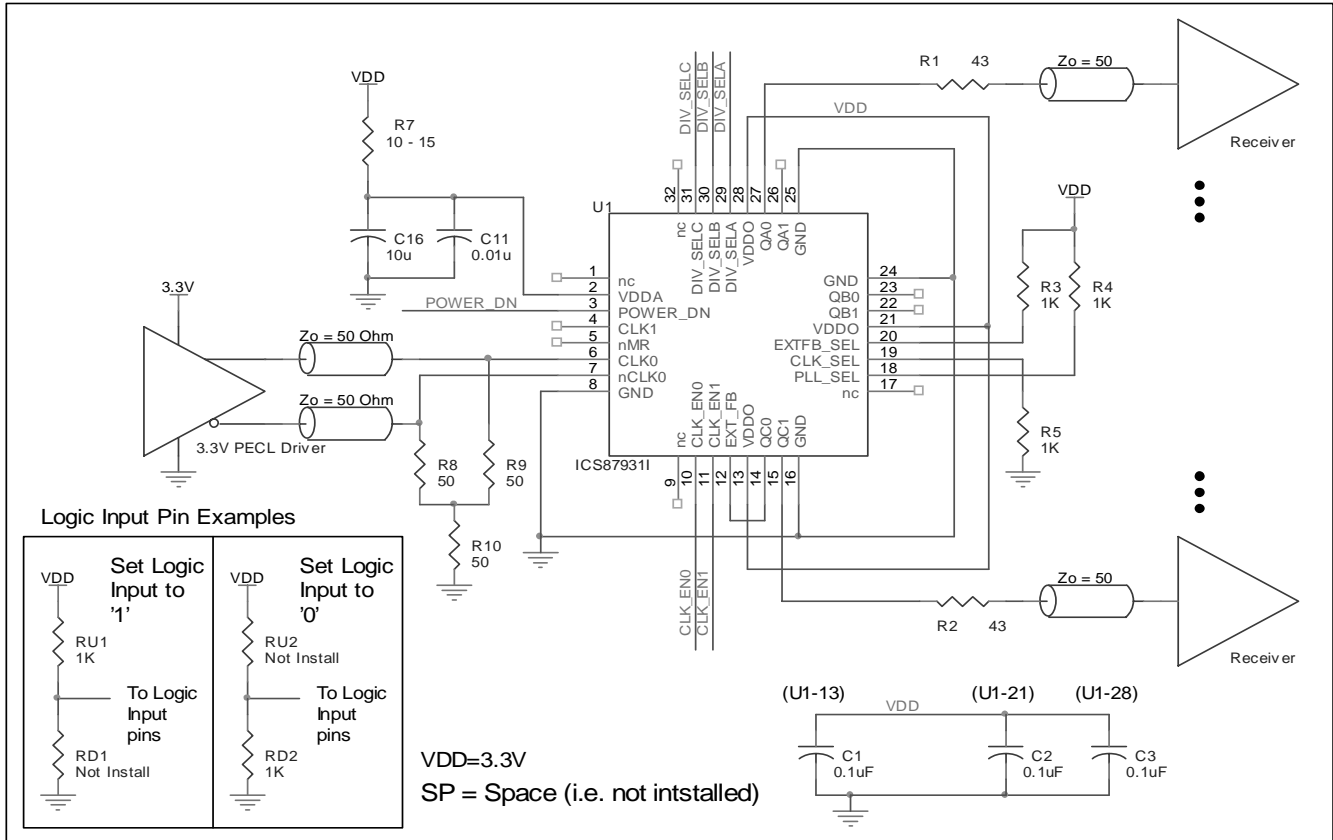 VDD
R7
10 - 15
C16
10u
C11
0.01u
3.3V
POWER_DN
Zo = 50 Ohm
Zo = 50 Ohm
3.3V PECL Driver
R8
50
R9
50
R10
50
DIV_SELC
DIV_SELB
DIV_SELA
VDD
R1 43
Zo = 50
Receiver
U1
32
31
30
29
28
27
26
25
nc
DIV_SELC
DIV_SELB
DIV_SELA
VDDO
QA0
QA1
GND
1 nc
2 VDDA
3 POWER_DN
4 CLK1
5 nMR
6 CLK0
7 nCLK0
8 GND
GND 24
QB0 23
QB1 22
VDDO 21
EXTFB_SEL 20
CLK_SEL 19
PLL_SEL 18
nc 17
nc
CLK_EN0
CLK_EN1
EXT_FB
VDDO
QC0
QC1
GND
9
10
11
12
13
14
15
16
ICS87931I
CLK_EN0
CLK_EN1
VDD
R3
1K
R4
1K
R5
1K
R2 43
Zo = 50
Receiver
Logic Input Pin Examples
VDD
Set Logic
Input to
'1'
RU1
1K
To Logic
Input
pins
RD1
Not Install
VDD
Set Logic
Input to
'0'
RU2
Not Install
To Logic
Input
pins
RD2
1K
VDD=3.3V
SP = Space (i.e. not intstalled)
(U1-13)
(U1-21)
(U1-28)
VDD
C1
0.1uF
C2
0.1uF
C3
0.1uF